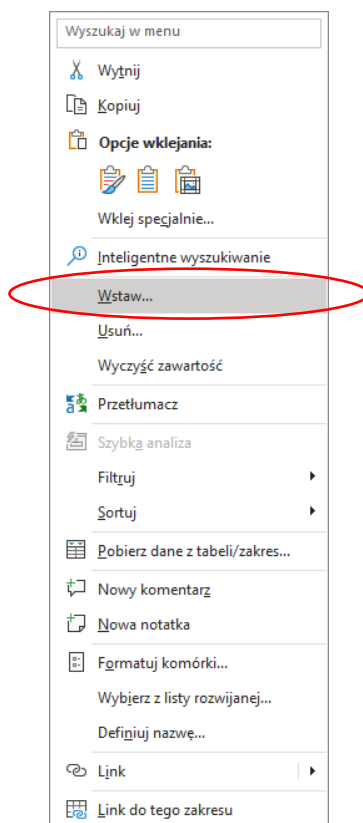 Wyszukaj w menu
Wytnij
Kopiuj
Opcje wklejania:
Wklej specjalnie...
Inteligentne wyszukiwanie
Wstaw...
Usuń...
Wyczyść zawartość
Przetłumacz
Szybka analiza
Filtruj
Sortuj
Pobierz dane z tabeli/zakres...
Nowy komentarz
Nowa notatka
Formatuj komórki...
Wybierz z listy rozwijanej...
Definiuj nazwę...
Link
Link do tego zakresu